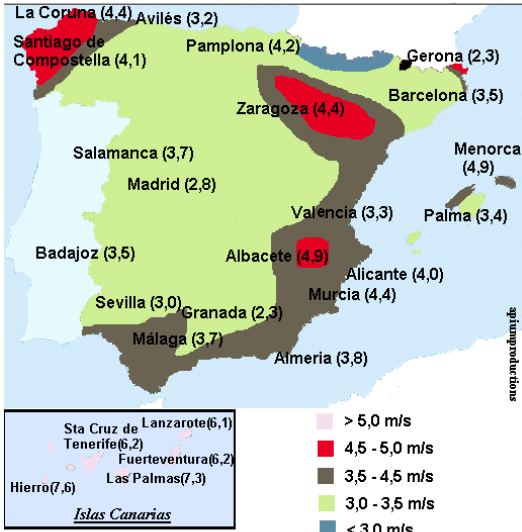 La Coruna (4,4)
Avilés (3,2)
Santiago de
Compostella (4,1)
Pamplona (4,2)
Gerona (2,3)
Barcelona (3,5)
Zaragoza (4,4)
Menorca
(4,9)
Salamanca (3,7)
Madrid (2,8)
Valencia (3,3)
Palma (3,4)
Badajoz (3,5)
Albacete (4,9)
Alicante (4,0)
Murcia (4,4)
Sevilla (3,0)
Granada (2,3)
Málaga (3,7)
Almeria (3,8)
apiumproductions
Sta Cruz de
Tenerife(6,2)
Lanzarote(6,1)
Fuerteventura(6,2)
Hierro(7,6)
Las Palmas(7,3)
Islas Canarias
> 5,0 m/s
4,5 - 5,0 m/s
3,5 - 4,5 m/s
3,0 - 3,5 m/s
< 3,0 m/s